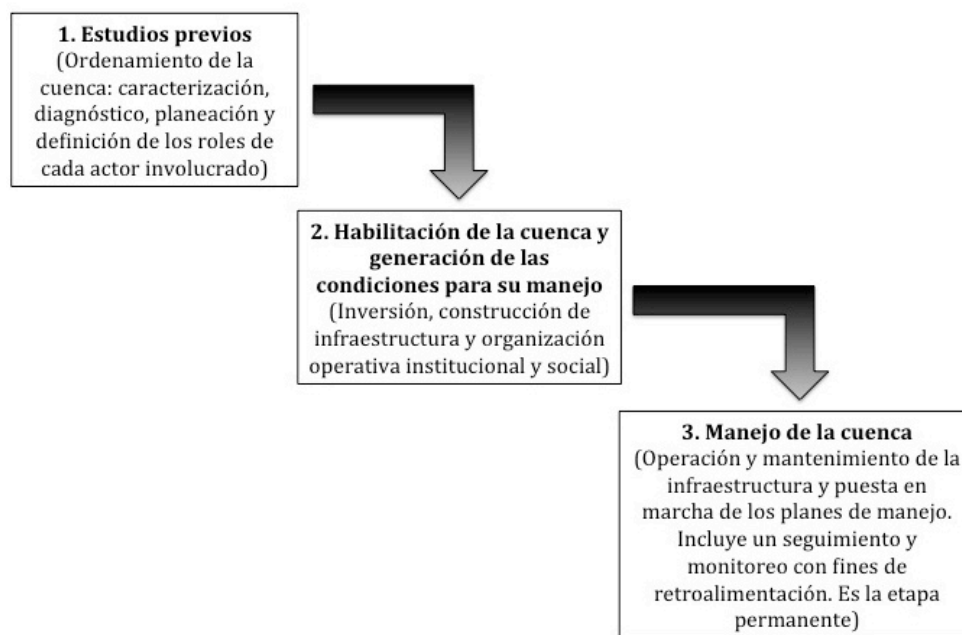 1. Estudios previos
(Ordenamiento de la
cuenca: caracterización,
diagnóstico, planeación y
definición de los roles de
cada actor involucrado)
2. Habilitación de la cuenca y
generación de las
condiciones para su manejo
(Inversión, construcción de
infraestructura y organización
operativa institucional y social)
3. Manejo de la cuenca
(Operación y mantenimiento de la
infraestructura y puesta en
marcha de los planes de manejo.
Incluye un seguimiento y
monitoreo con fines de
retroalimentación. Es la etapa
permanente)